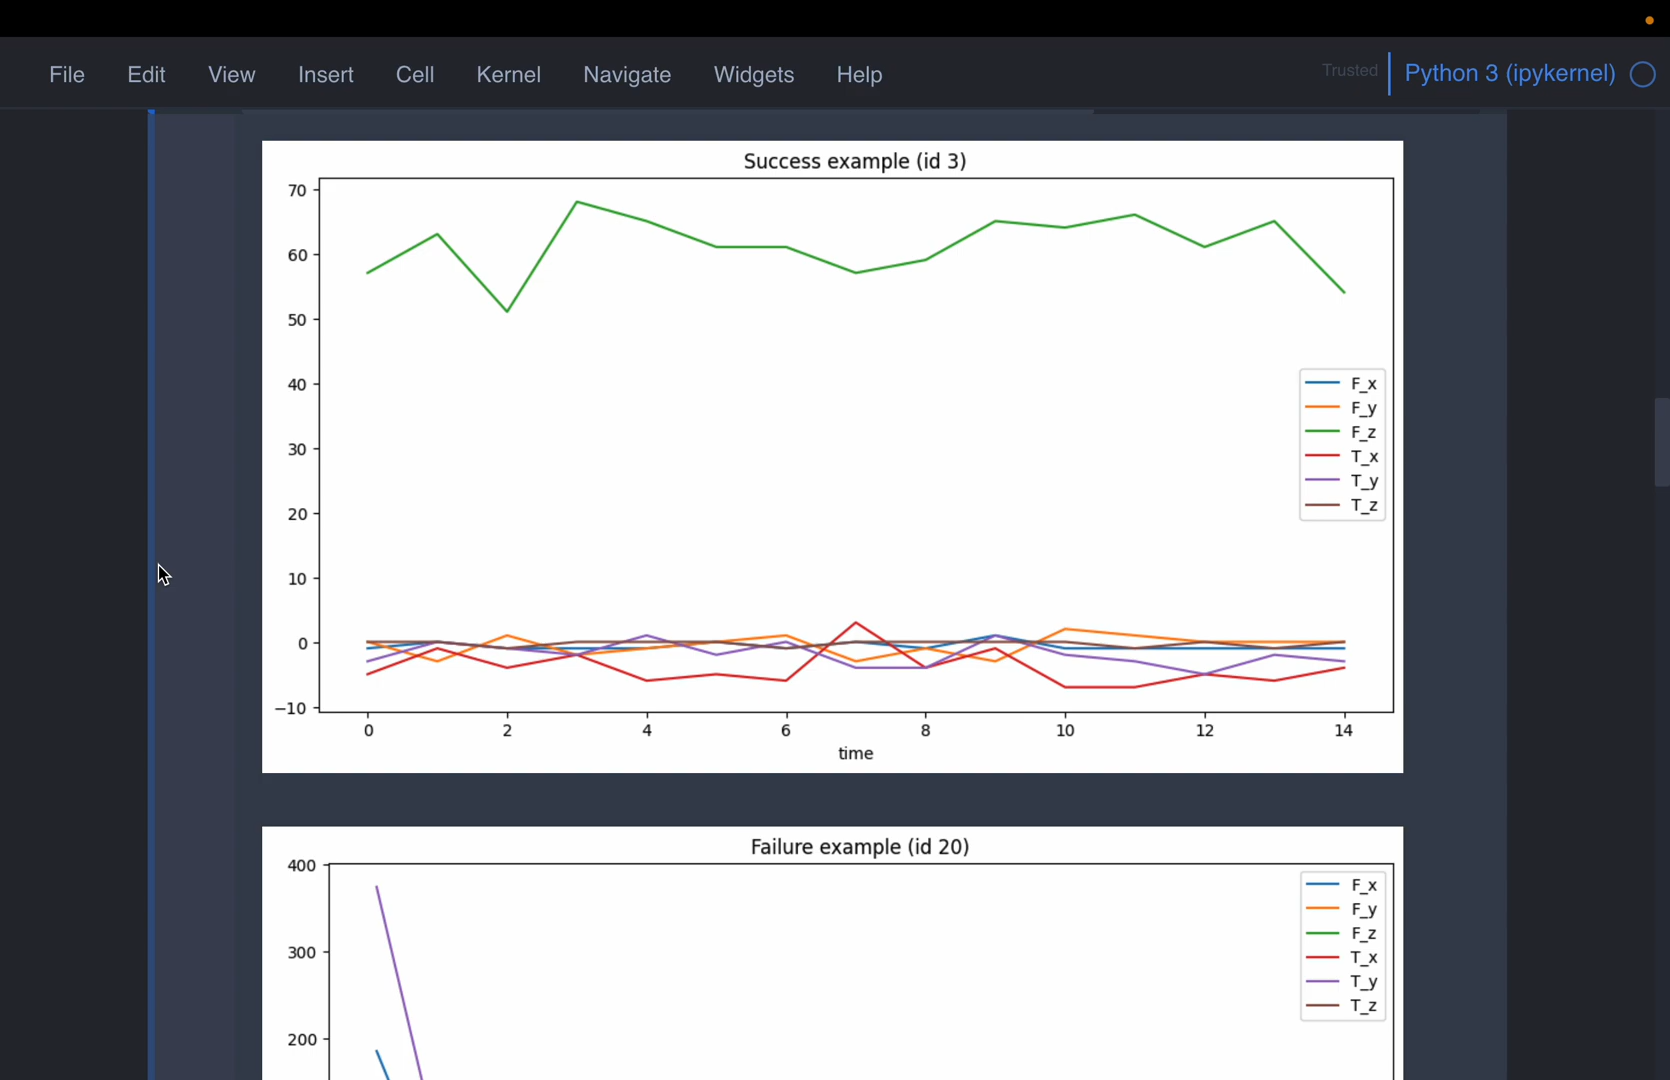 File Edit View Insert Cell Kernel Navigate Widgets Help Trusted Python 3 (ipykernel)
Success example (id 3)
70
60
50
40
30
20
10
0
−10
F_x
F_y
F_z
T_x
T_y
T_z
0 2 4 6 8 10 12 14
time
Failure example (id 20)
400
300
200
F_x
F_y
F_z
T_x
T_y
T_z